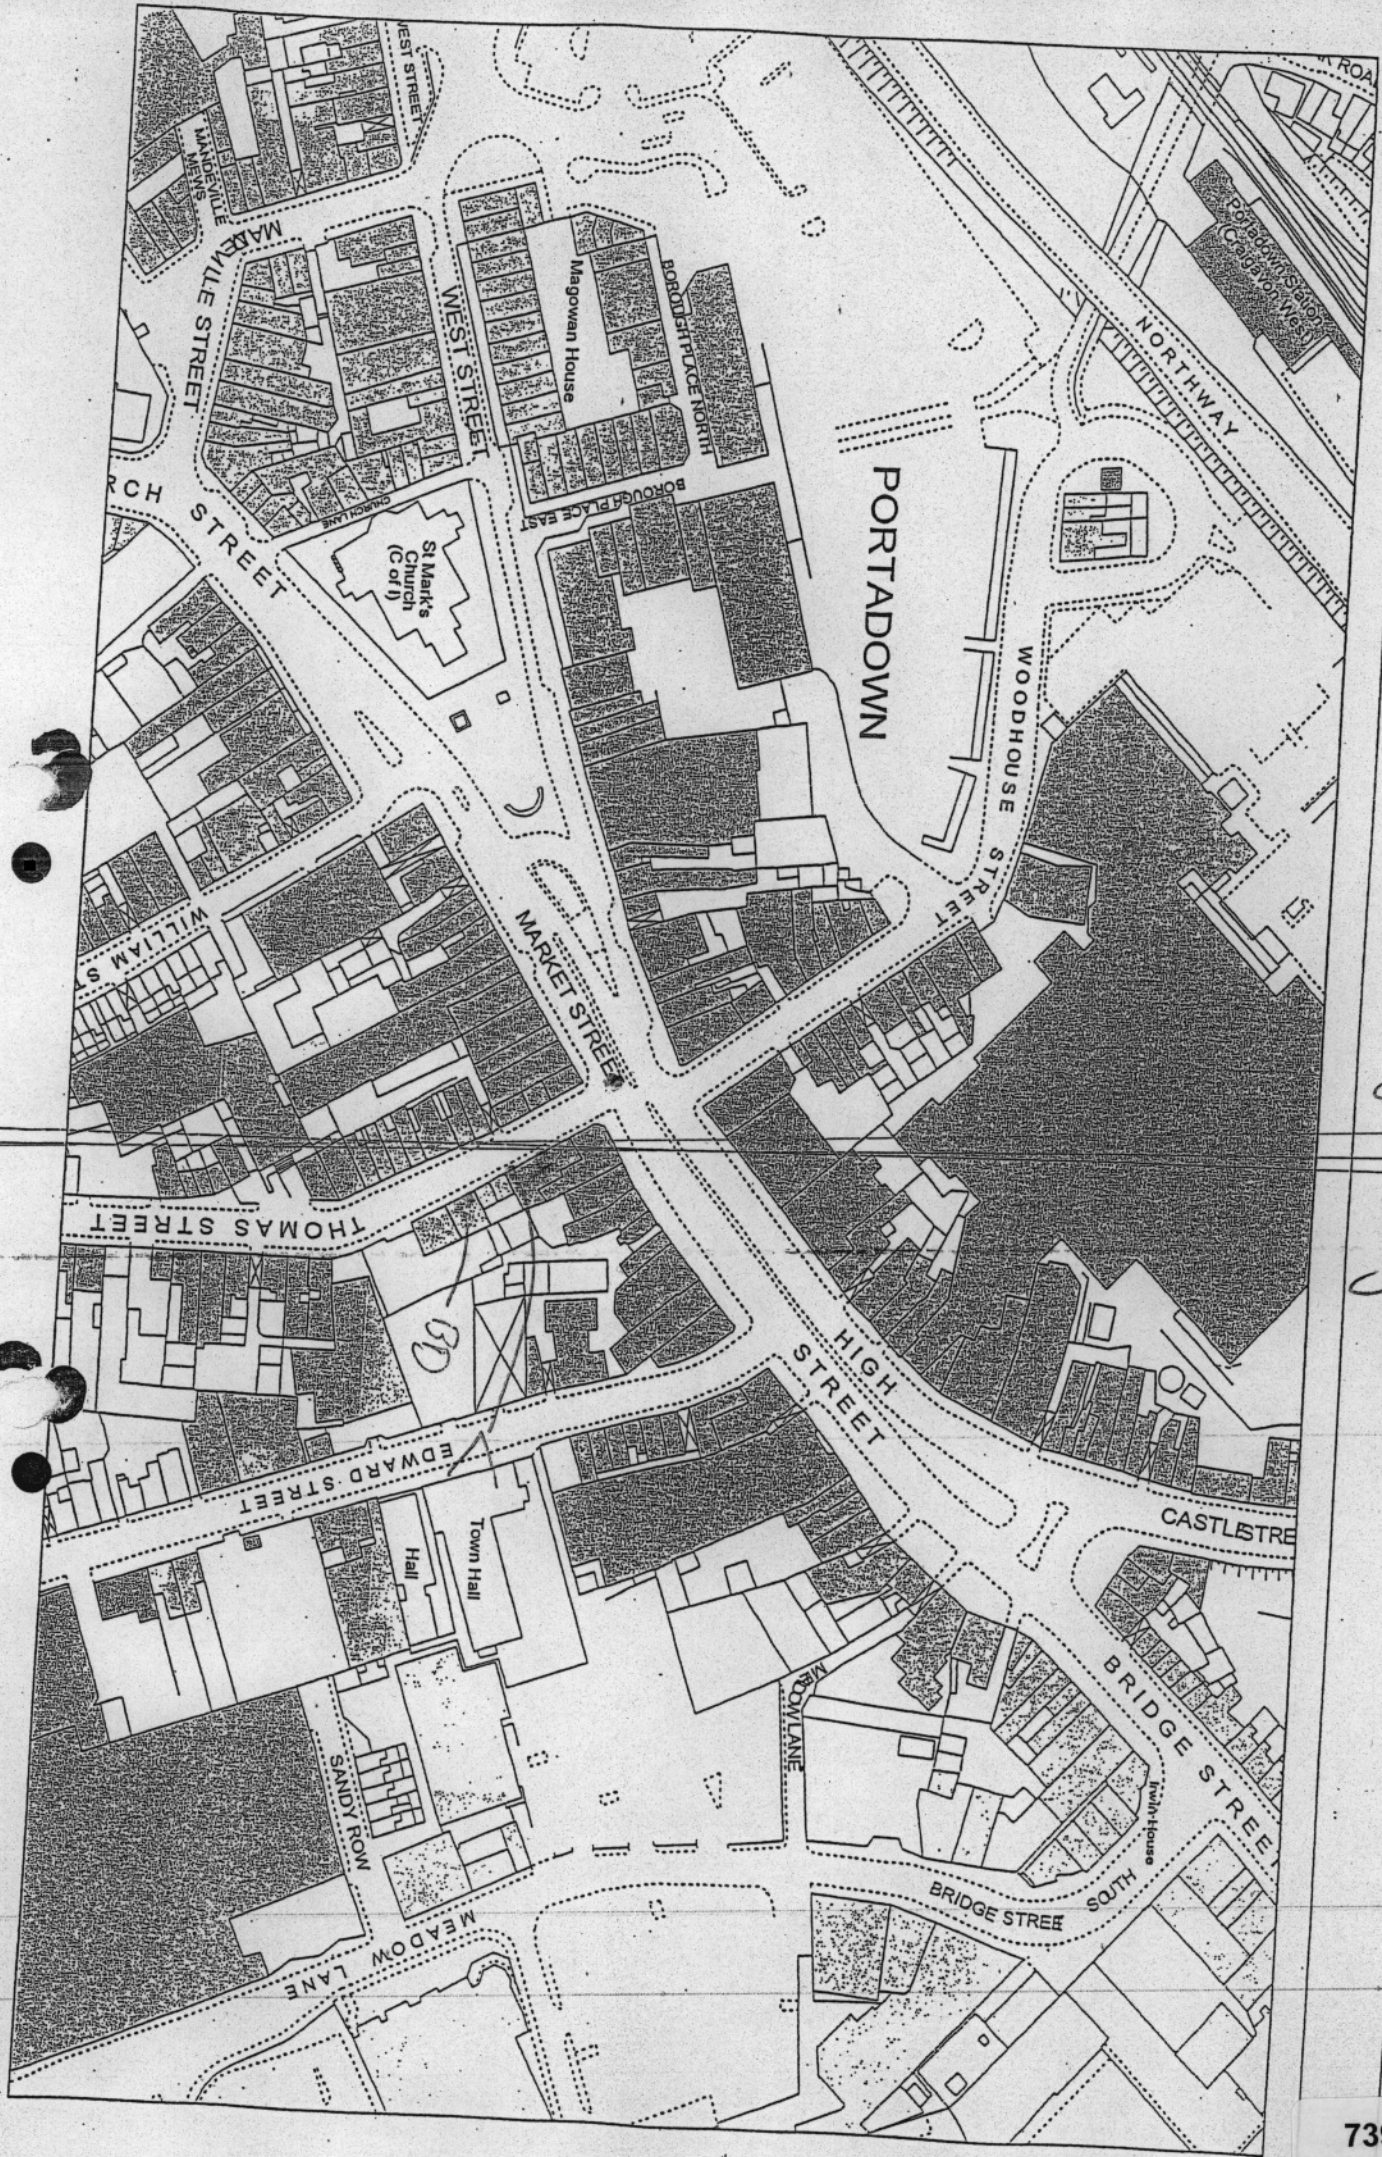 WEST STREET
MANDEVILLE
MEWS
MANDEVILLE STREET
WEST STREET
Magowan House
BOROUGH PLACE NORTH
BOROUGH PLACE EAST
CHURCH LANE
RCH STREET
St Mark's
Church
(C of I)
PORTADOWN
NORTHWAY
Portadown Station
(Craigavon West)
ROA
WOODHOUSE STREET
MARKET STREET
WILLIAM ST
THOMAS STREET
HIGH
STREET
EDWARD STREET
Town Hall
Hall
CASTLE STRE
BRIDGE STREE
Irwin House
BRIDGE STREE SOUTH
MEADOW LANE
SANDY ROW
MEADOW LANE
739